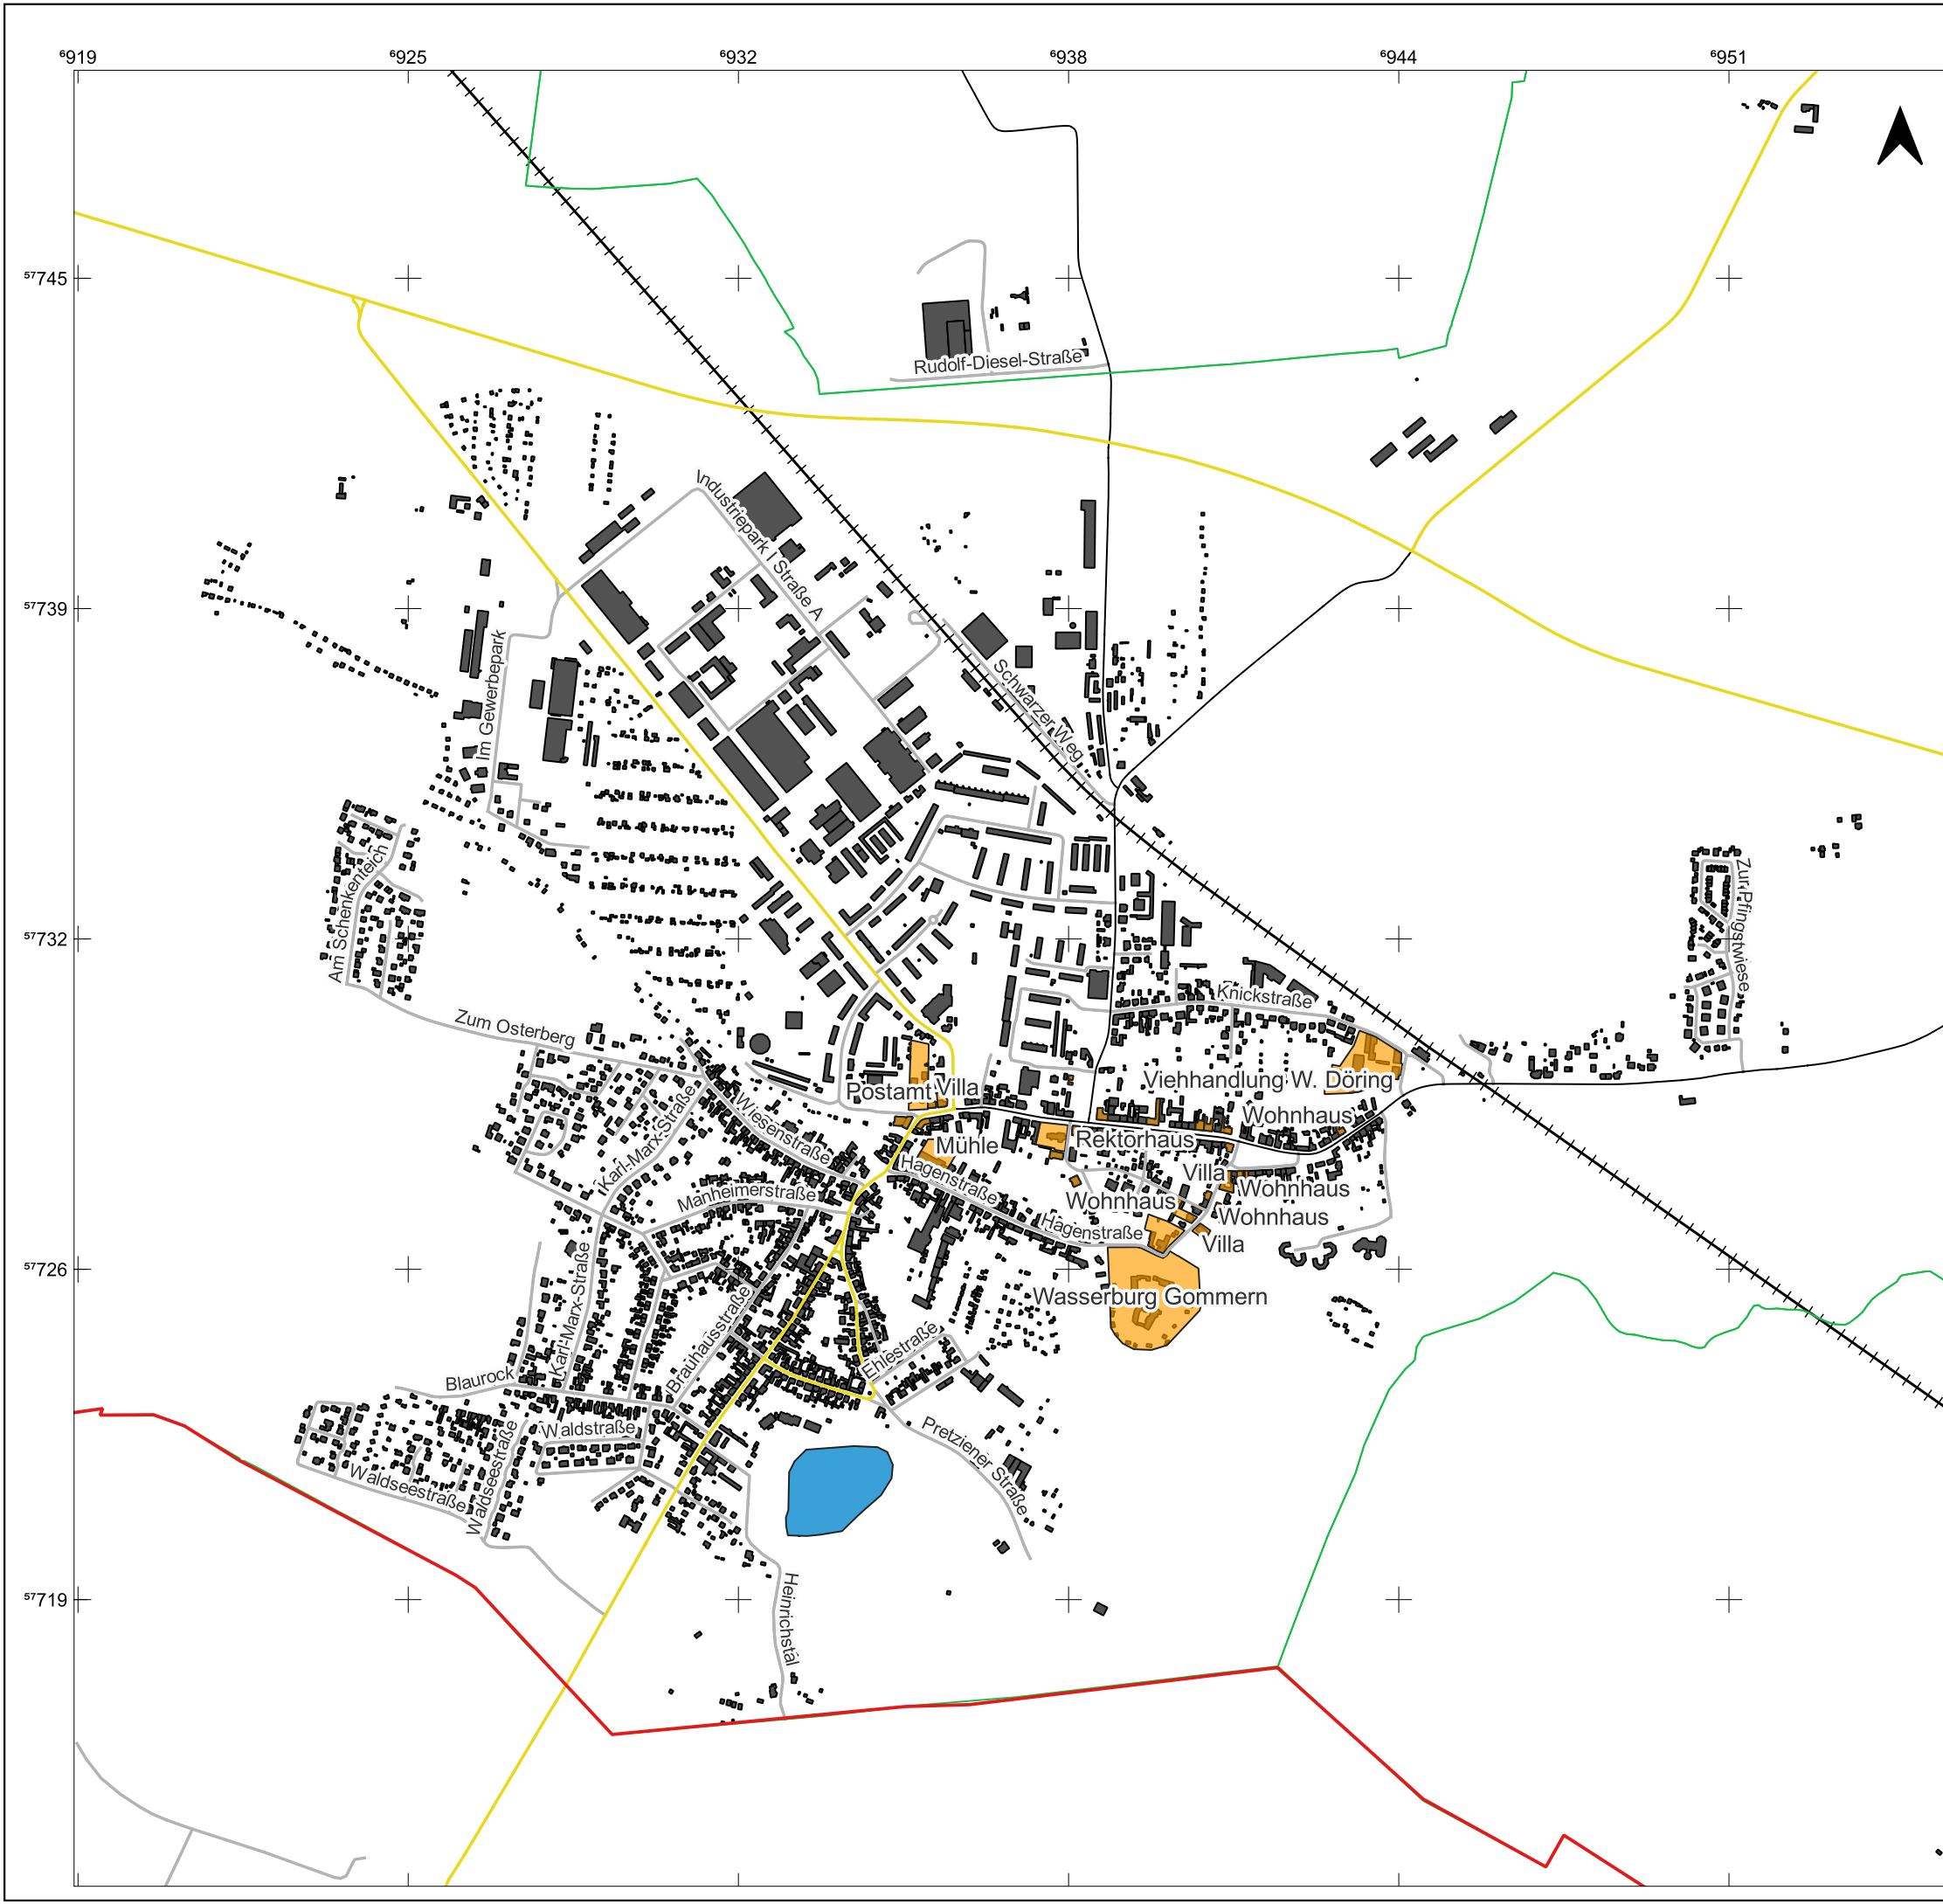 ⁶919 ⁶925 ⁶932 ⁶938 ⁶944 ⁶951
⁵⁷745
Rudolf-Diesel-Straße
Industriepark I Straße A
⁵⁷739
Im Gewerbepark
Schwarzer Weg
Am Schenkenteich
Zur Pfingstwiese
⁵⁷732
Knickstraße
Zum Osterberg
Viehhandlung W. Döring
Postamt
Villa
Wiesenstraße
Wohnhaus
Karl-Marx-Straße
Rektorhaus
Mühle
Hagenstraße
Villa
Manheimerstraße
Wohnhaus
Wohnhaus
Wohnhaus
Hagenstraße
Villa
⁵⁷726
Wasserburg Gommern
Karl-Marx-Straße
Brauhausstraße
Ehlestraße
Blaurock
Waldstraße
Pretziener Straße
Waldseestraße
Waldseestraße
⁵⁷719
Heinrichstal